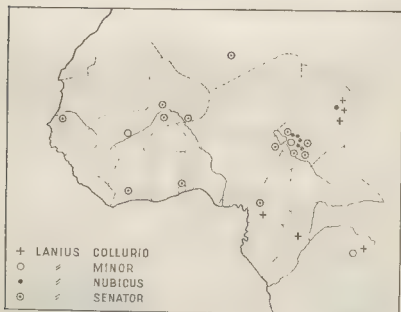 + LANIUS COLLURIO
○ 〃 MINOR
• 〃 NUBICUS
⊙ 〃 SENATOR